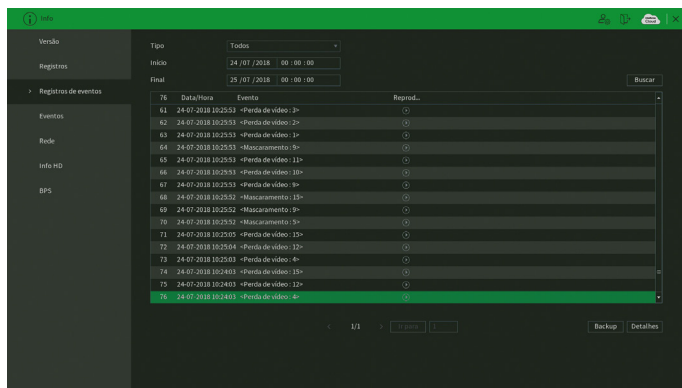 Info
Versão
Registros
Registros de eventos
Eventos
Rede
Info HD
BPS
Tipo Todos
Início 24 /07 /2018 00 : 00 : 00
Final 25 /07 /2018 00 : 00 : 00
Buscar
76 Data/Hora Evento Reprod...
61 24-07-2018 10:25:53 <Perda de vídeo : 3>
62 24-07-2018 10:25:53 <Perda de vídeo : 2>
63 24-07-2018 10:25:53 <Perda de vídeo : 1>
64 24-07-2018 10:25:53 <Mascaramento : 9>
65 24-07-2018 10:25:53 <Perda de vídeo : 11>
66 24-07-2018 10:25:53 <Perda de vídeo : 10>
67 24-07-2018 10:25:53 <Perda de vídeo : 9>
68 24-07-2018 10:25:52 <Mascaramento : 15>
69 24-07-2018 10:25:52 <Mascaramento : 9>
70 24-07-2018 10:25:52 <Mascaramento : 5>
71 24-07-2018 10:25:05 <Perda de vídeo : 15>
72 24-07-2018 10:25:04 <Perda de vídeo : 12>
73 24-07-2018 10:25:03 <Perda de vídeo : 4>
74 24-07-2018 10:24:03 <Perda de vídeo : 15>
75 24-07-2018 10:24:03 <Perda de vídeo : 12>
76 24-07-2018 10:24:03 <Perda de vídeo : 4>
1/1 Ir para 1
Backup Detalhes